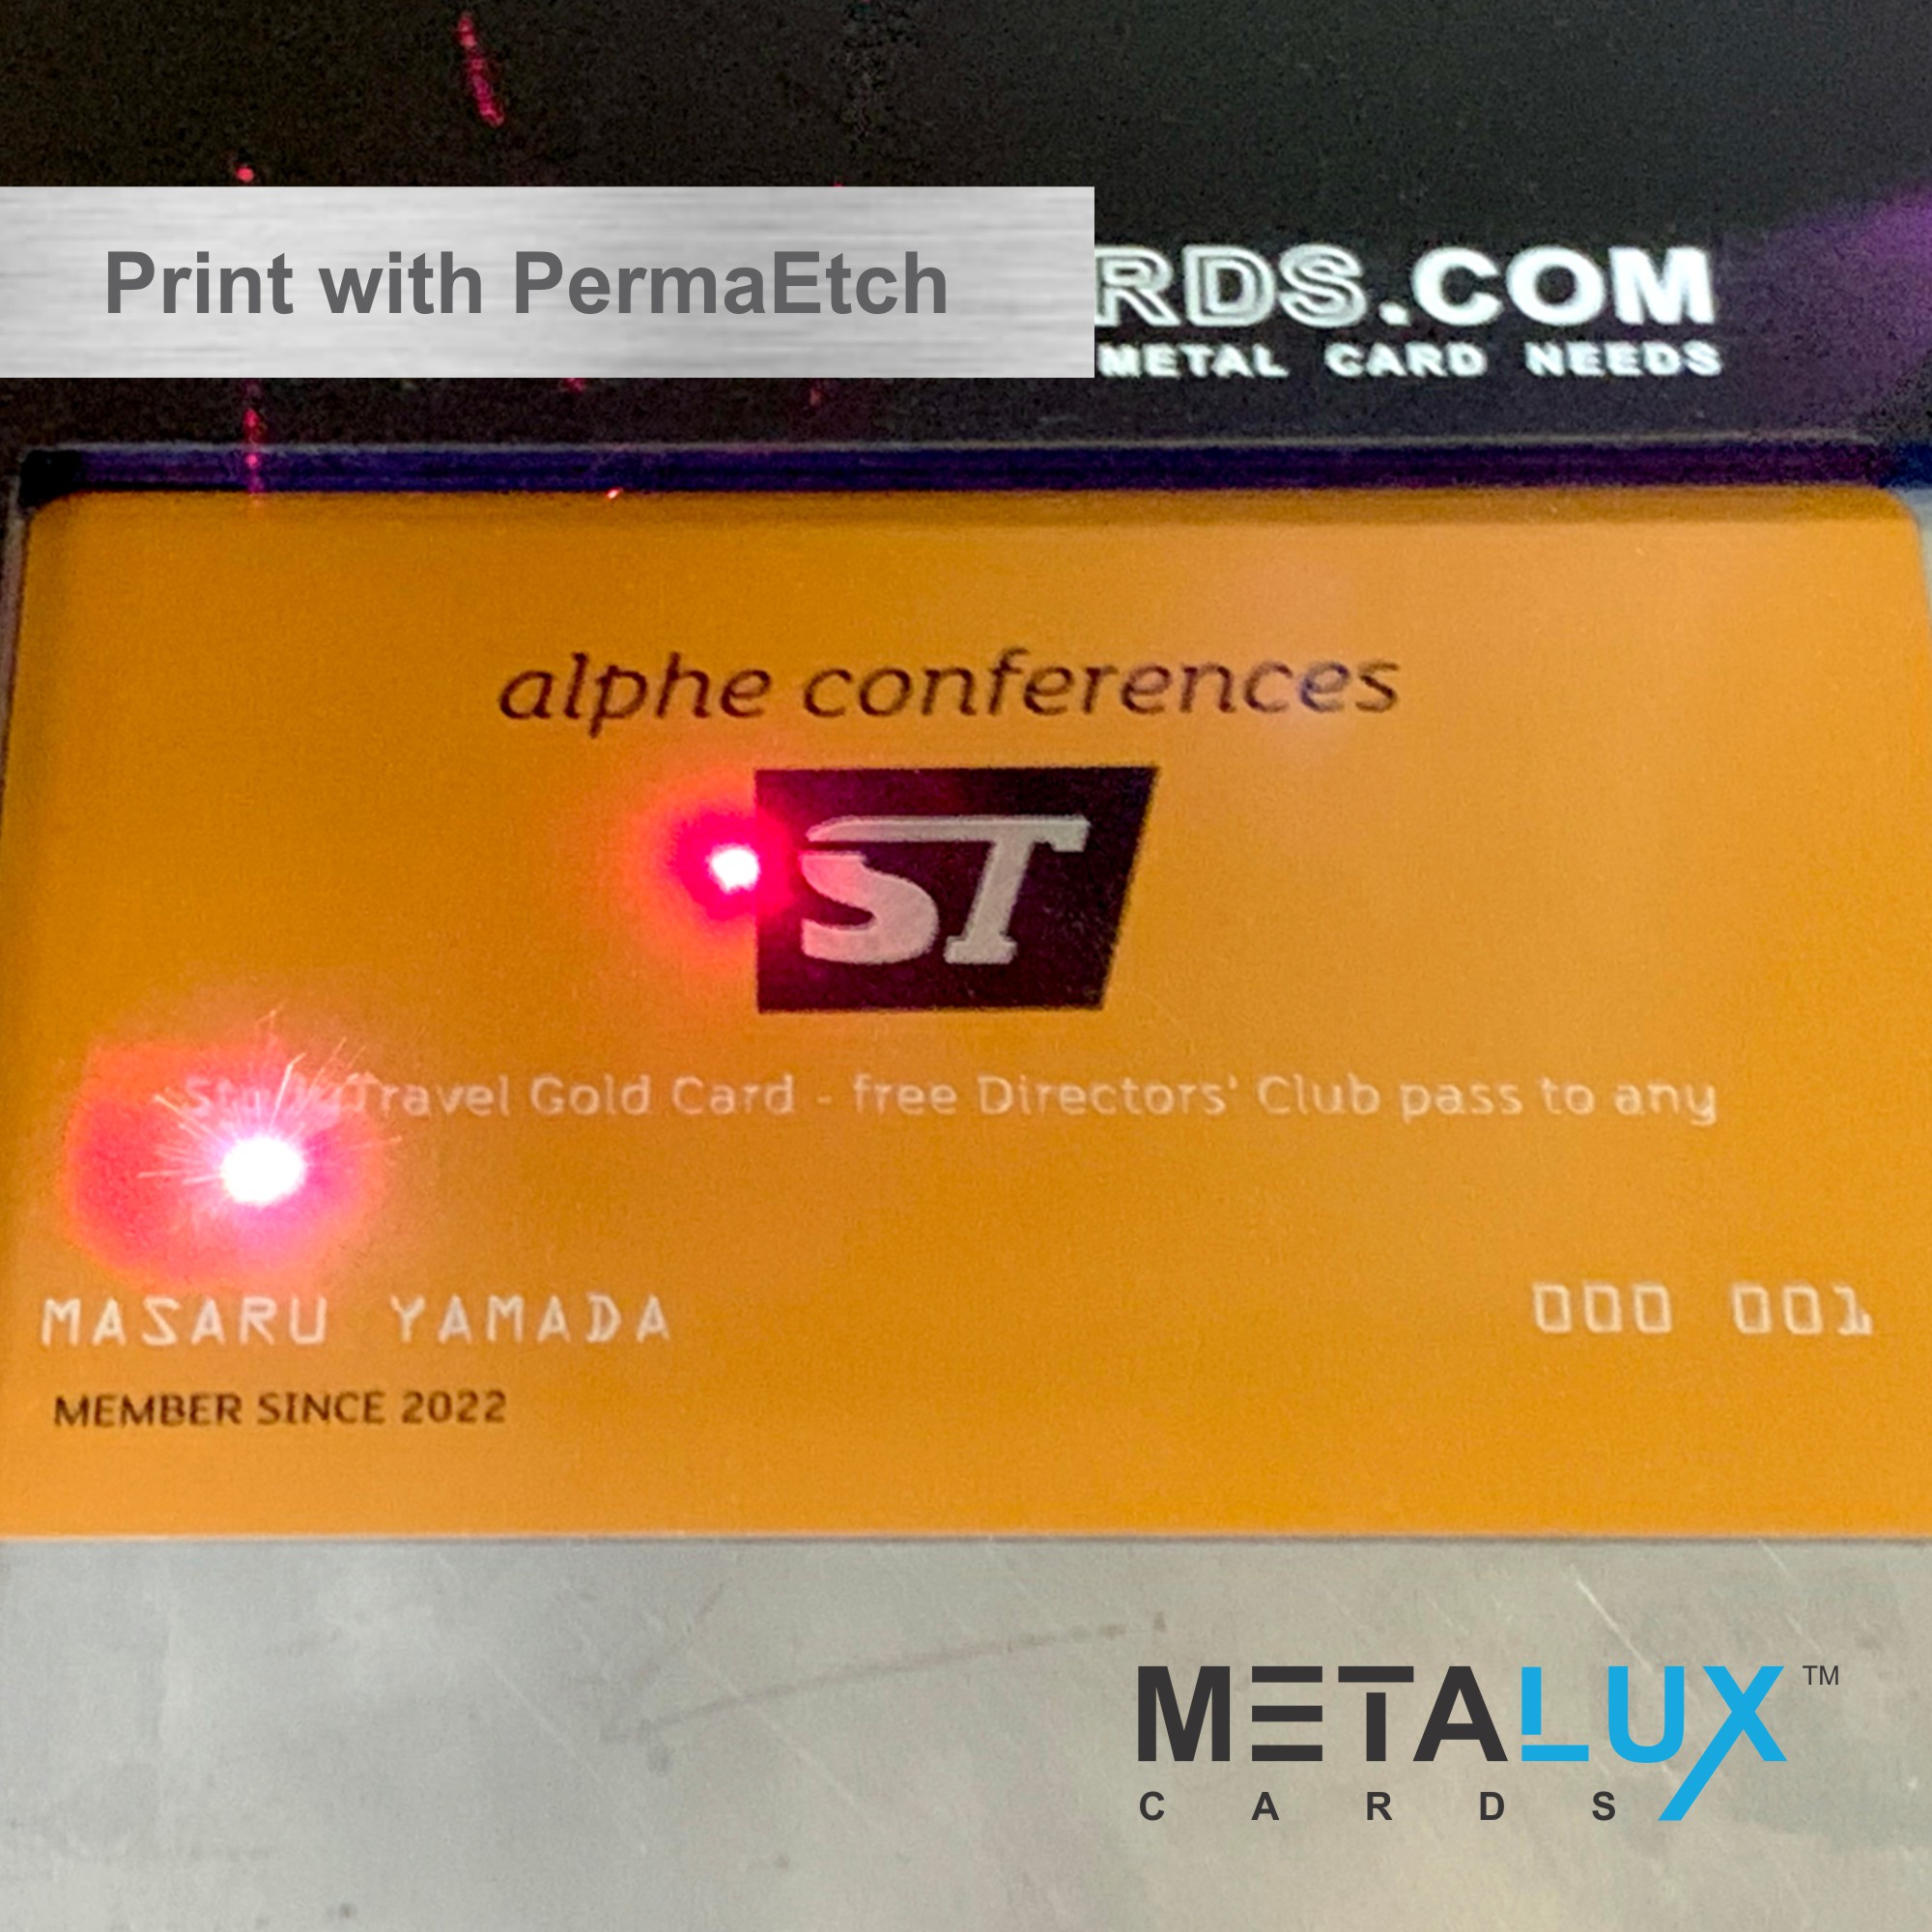 Print with PermaEtch
RDS.COM
METAL CARD NEEDS
alphe conferences
ST
Travel Gold Card - free Directors' Club pass to any
MASARU YAMADA
000 001
MEMBER SINCE 2022
METALUX™
CARDS